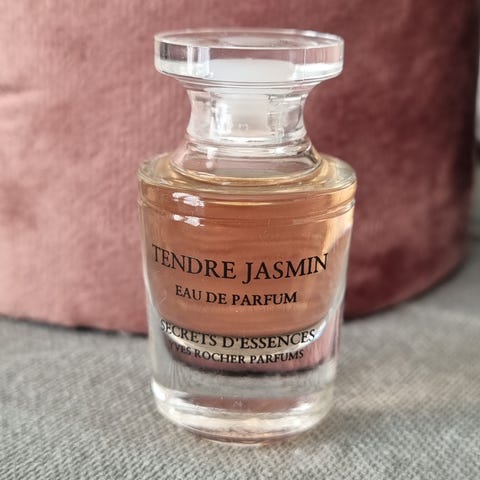 TENDRE JASMIN
EAU DE PARFUM
SECRETS D'ESSENCES
YVES ROCHER PARFUMS